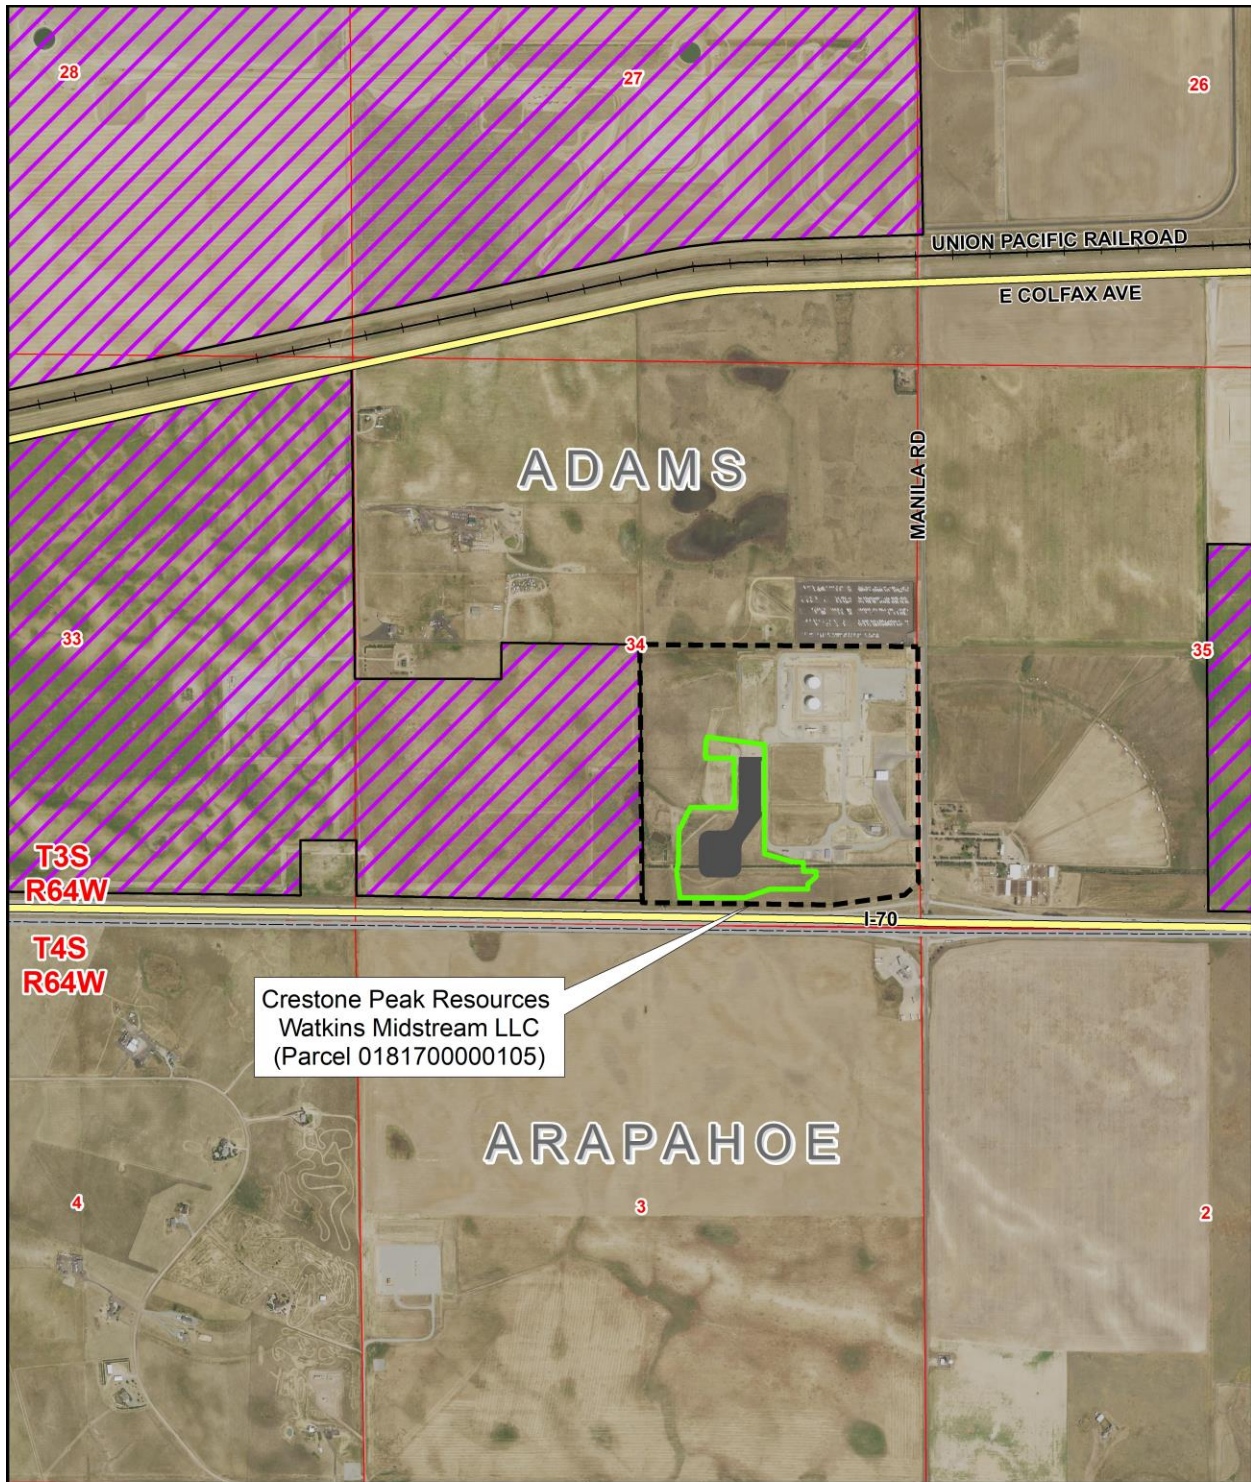 28
27
26
UNION PACIFIC RAILROAD
E COLFAX AVE
ADAMS
MANILA RD
33
34
35
T3S
R64W
I-70
T4S
R64W
Crestone Peak Resources
Watkins Midstream LLC
(Parcel 0181700000105)
ARAPAHOE
4
3
2